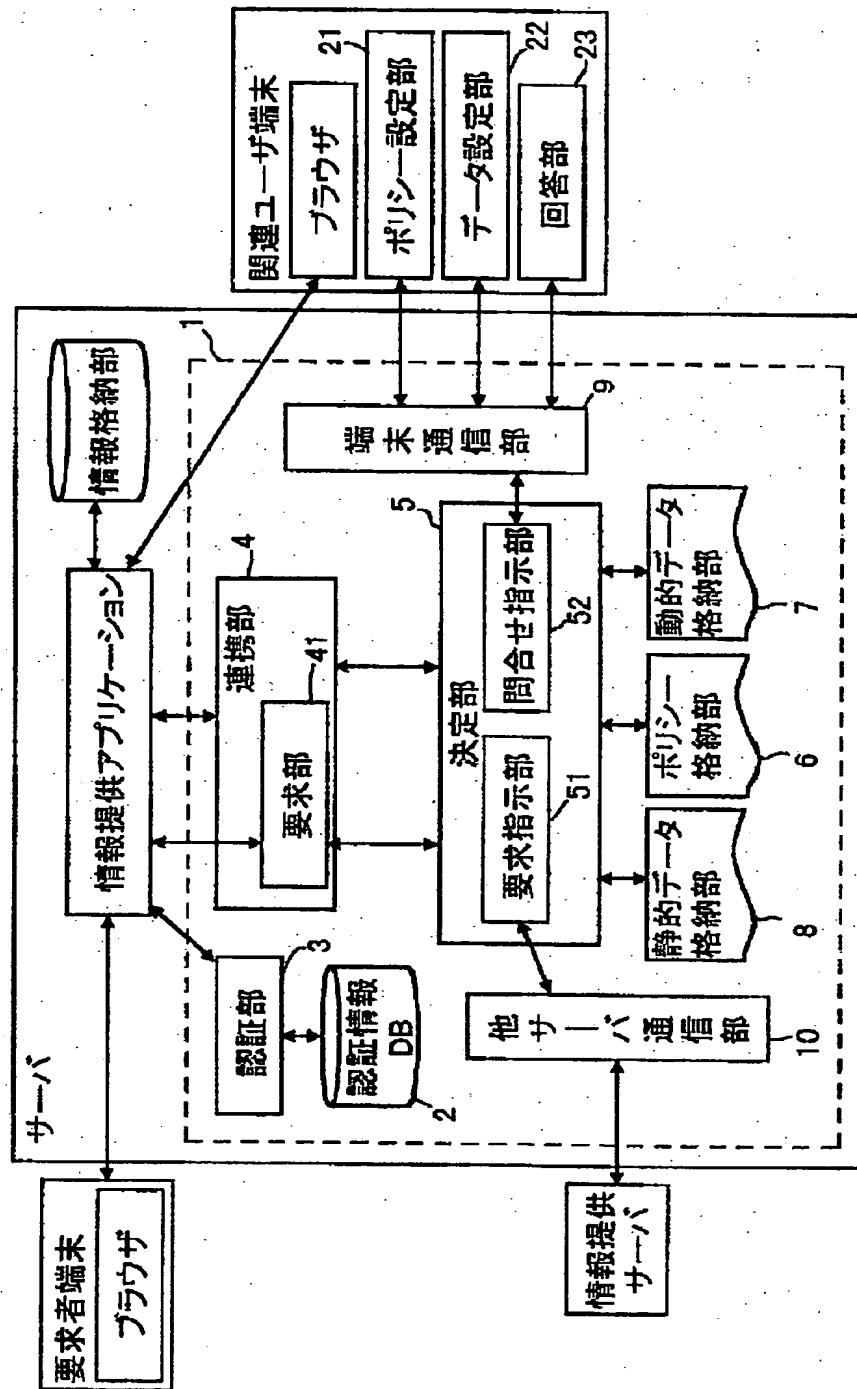 サーバ
要求者端末
ブラウザ
情報提供アプリケーション
情報格納部
関連ユーザ端末
ブラウザ
ポリシー設定部
21
データ設定部
22
回答部
23
1
認証部
3
認証情報
DB
2
連携部
4
要求部
41
端末通信部
9
決定部
5
要求指示部
51
問合せ指示部
52
他サーバ通信部
10
静的データ
格納部
8
ポリシー
格納部
6
動的データ
格納部
7
情報提供
サーバ